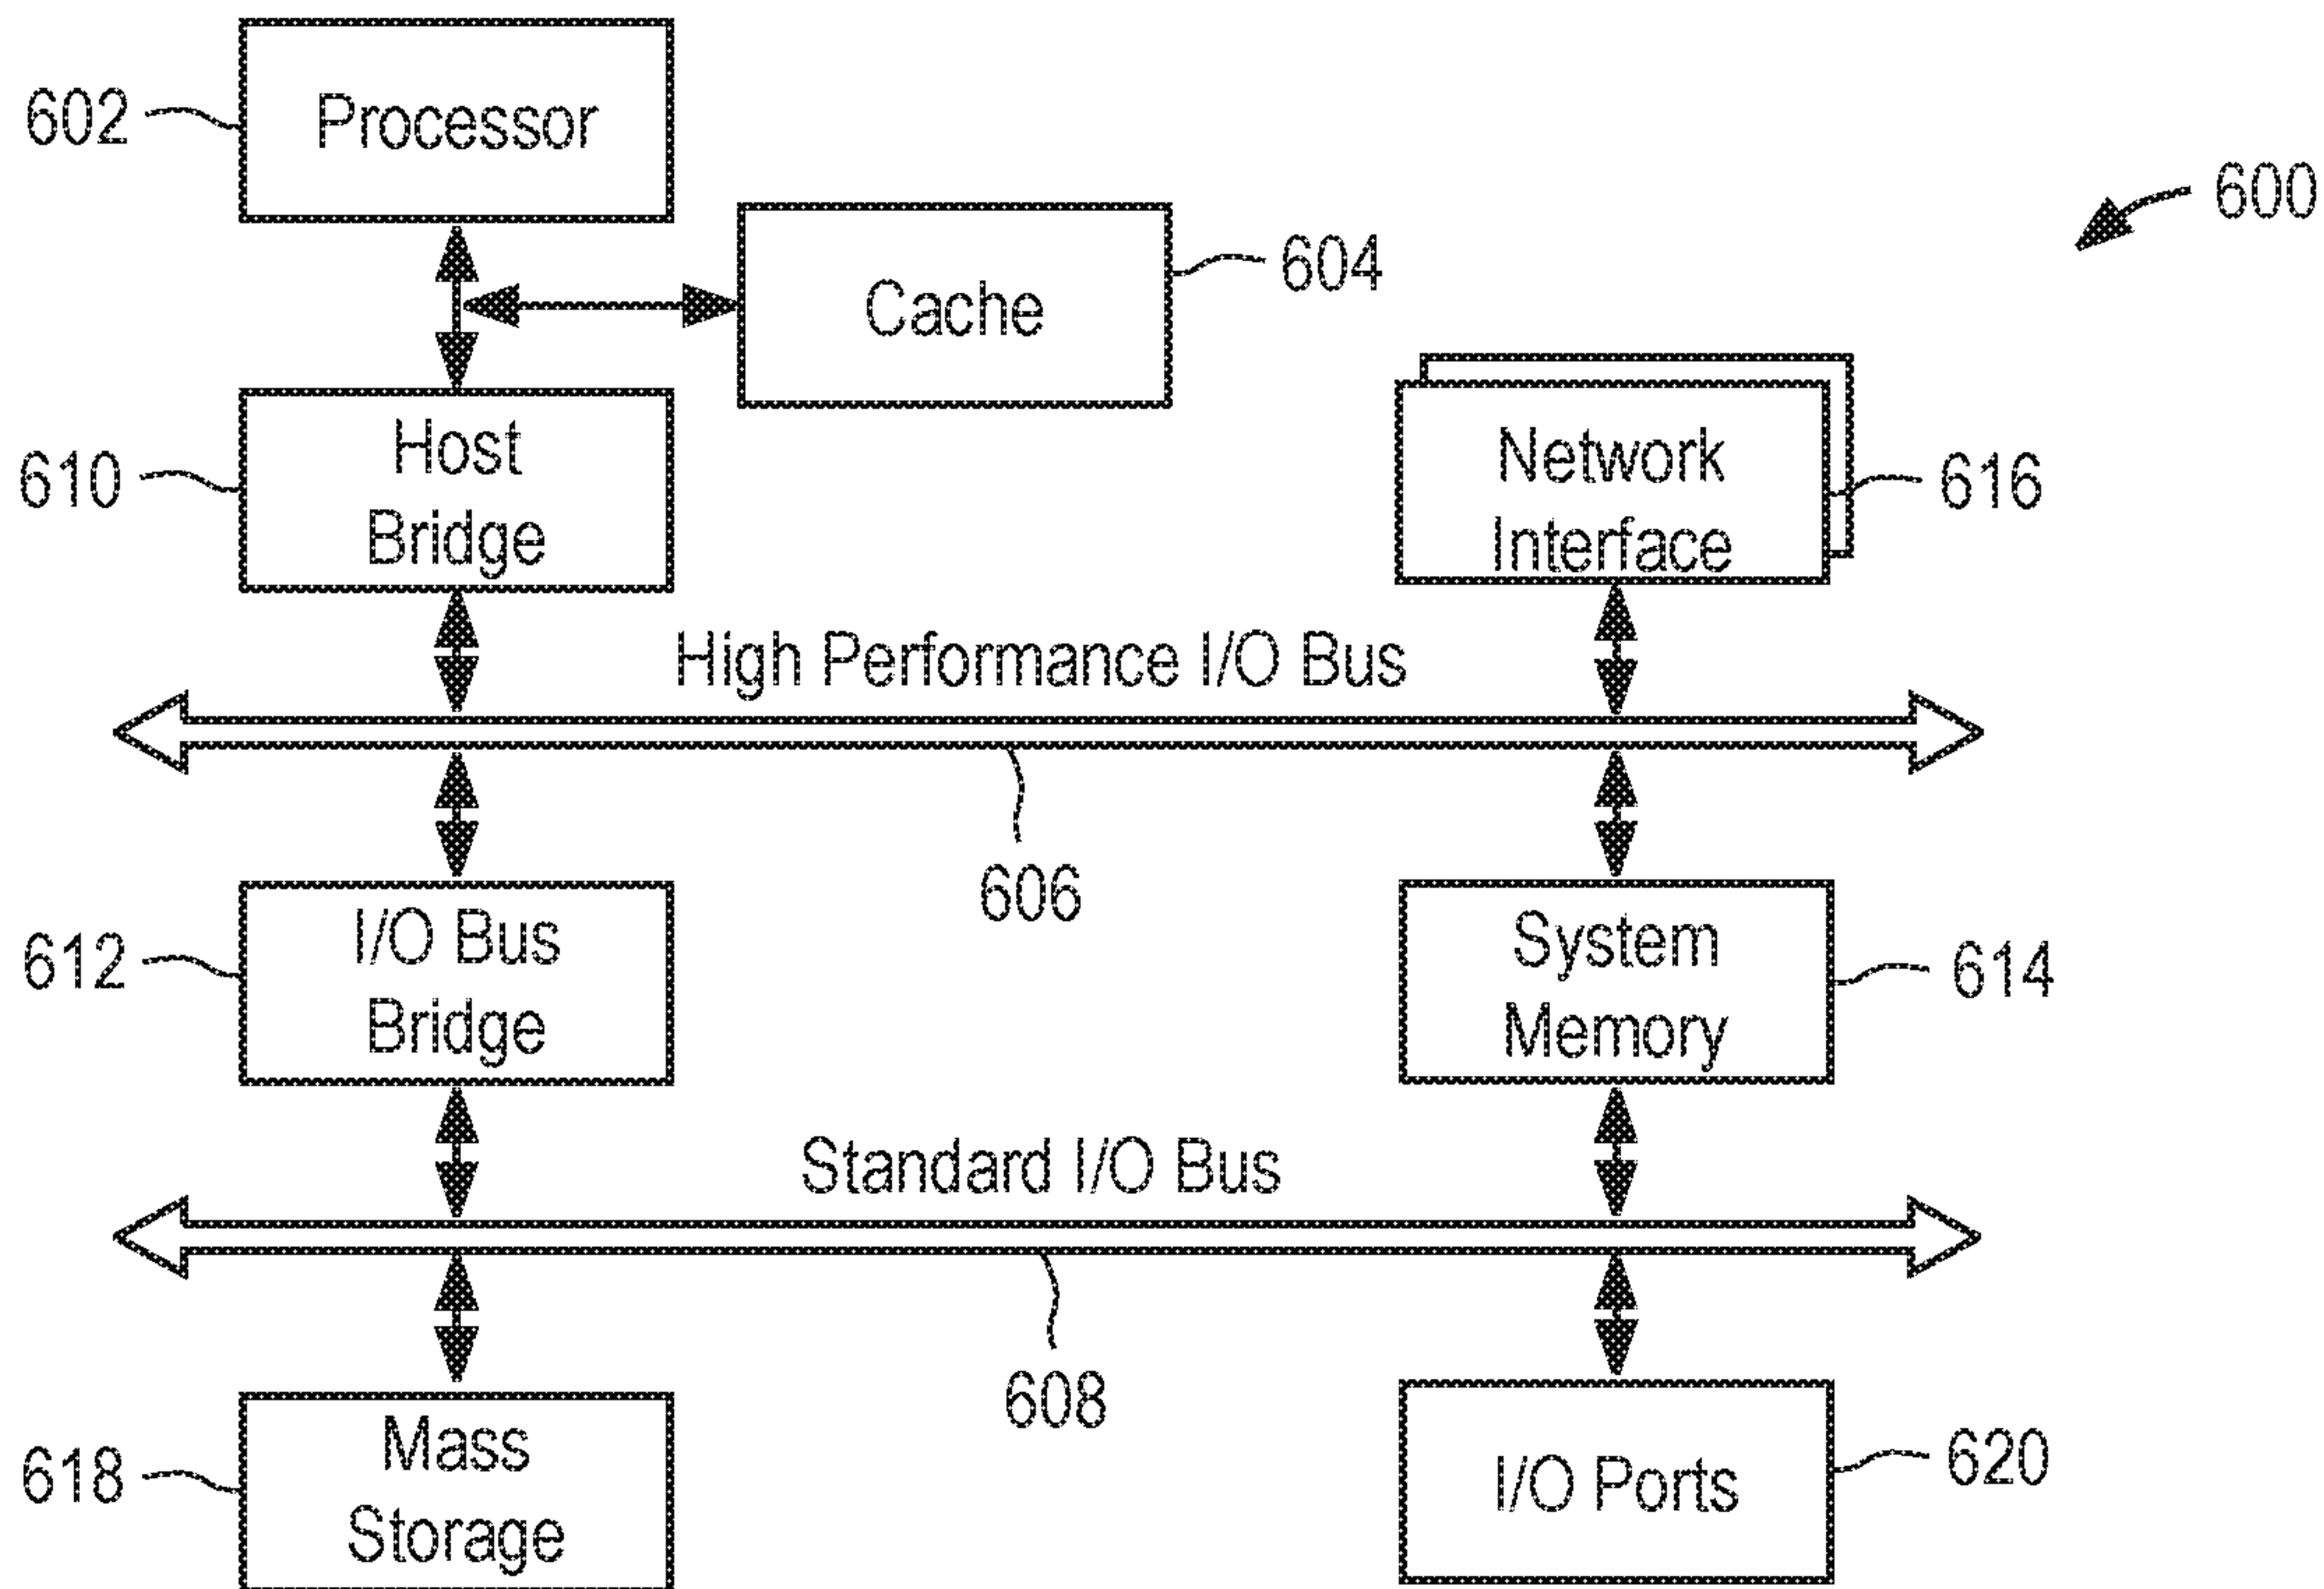 602
Processor
600
Cache
604
610
Host
Bridge
Network
Interface
616
High Performance I/O Bus
606
612
I/O Bus
Bridge
System
Memory
614
Standard I/O Bus
608
618
Mass
Storage
I/O Ports
620